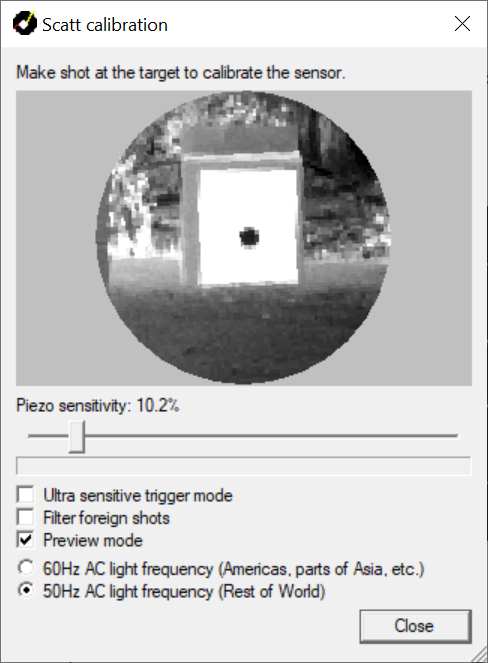 Scatt calibration
Make shot at the target to calibrate the sensor.
Piezo sensitivity: 10.2%
Ultra sensitive trigger mode
Filter foreign shots
Preview mode
60Hz AC light frequency (Americas, parts of Asia, etc.)
50Hz AC light frequency (Rest of World)
Close